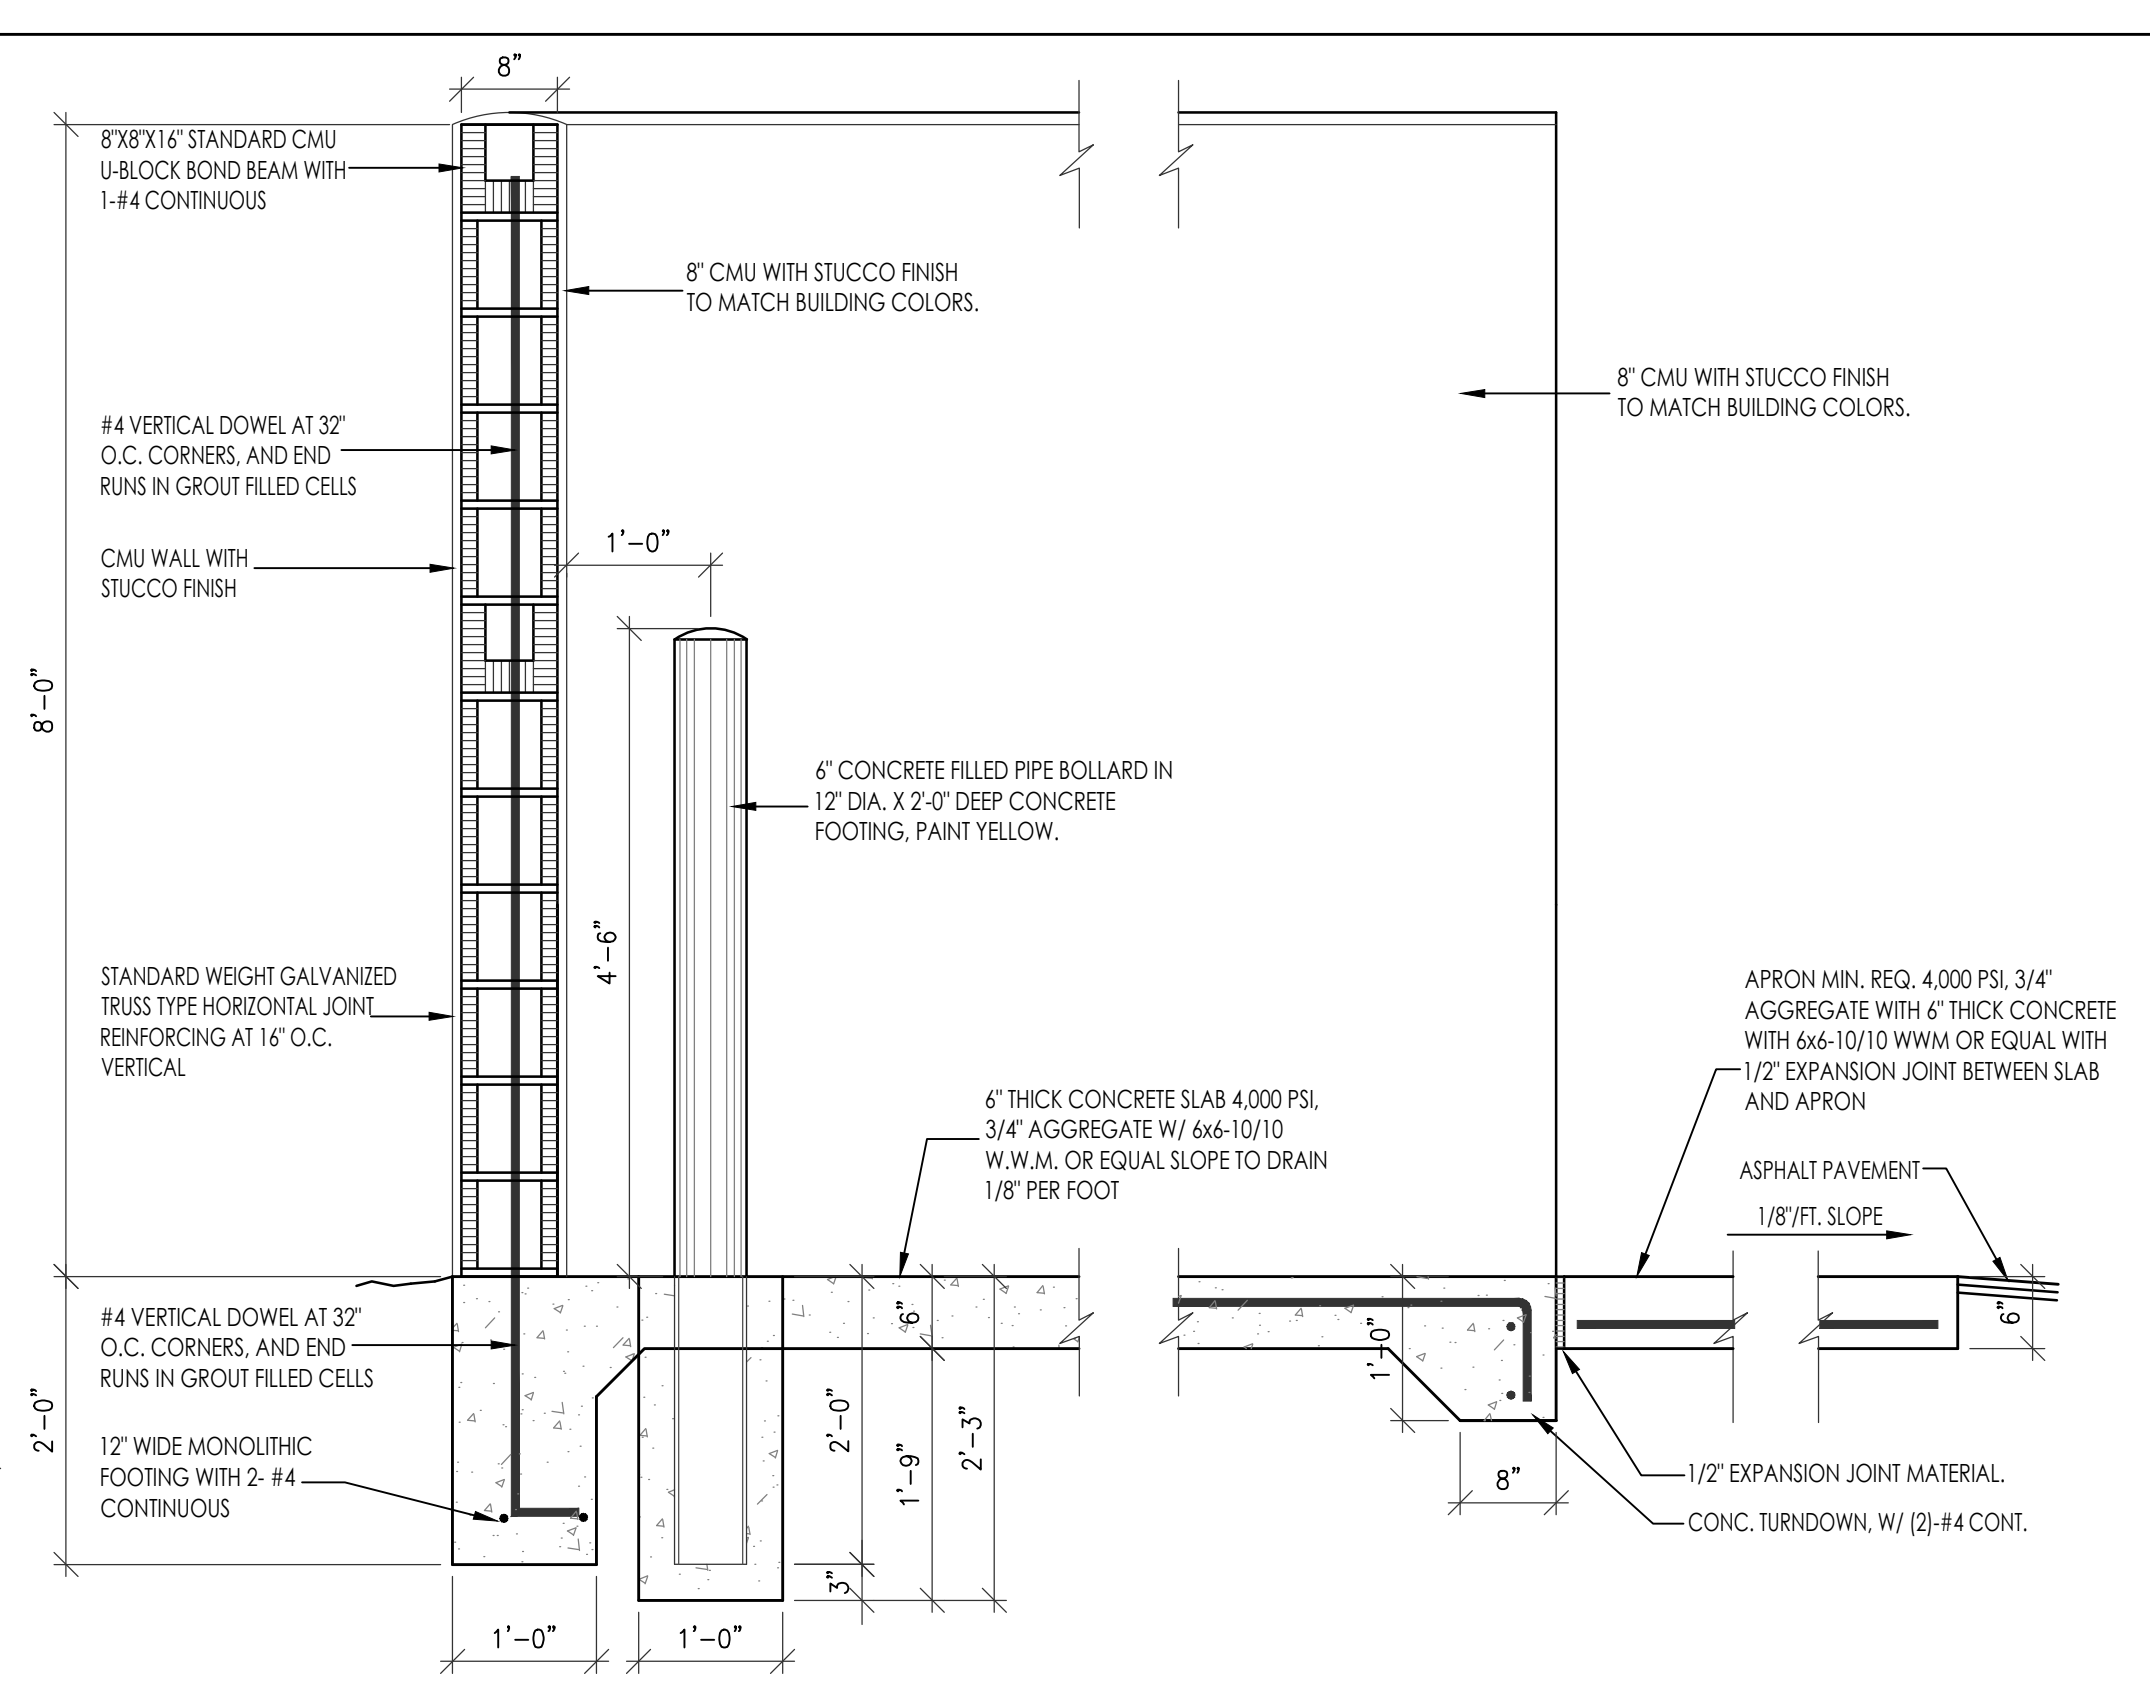 8”
8"X8"X16" STANDARD CMU
U-BLOCK BOND BEAM WITH
1-#4 CONTINUOUS
8" CMU WITH STUCCO FINISH
TO MATCH BUILDING COLORS.
8" CMU WITH STUCCO FINISH
TO MATCH BUILDING COLORS.
#4 VERTICAL DOWEL AT 32"
O.C. CORNERS, AND END
RUNS IN GROUT FILLED CELLS
1’–0”
CMU WALL WITH
STUCCO FINISH
8’–0”
6" CONCRETE FILLED PIPE BOLLARD IN
12" DIA. X 2'-0" DEEP CONCRETE
FOOTING, PAINT YELLOW.
4’–6”
STANDARD WEIGHT GALVANIZED
TRUSS TYPE HORIZONTAL JOINT
REINFORCING AT 16" O.C.
VERTICAL
APRON MIN. REQ. 4,000 PSI, 3/4"
AGGREGATE WITH 6" THICK CONCRETE
WITH 6x6-10/10 WWM OR EQUAL WITH
1/2" EXPANSION JOINT BETWEEN SLAB
AND APRON
6" THICK CONCRETE SLAB 4,000 PSI,
3/4" AGGREGATE W/ 6x6-10/10
W.W.M. OR EQUAL SLOPE TO DRAIN
1/8" PER FOOT
ASPHALT PAVEMENT
1/8"/FT. SLOPE
#4 VERTICAL DOWEL AT 32"
O.C. CORNERS, AND END
RUNS IN GROUT FILLED CELLS
6”
1’–0”
6”
2’–0”
2’–0”
1’–9”
2’–3”
12" WIDE MONOLITHIC
FOOTING WITH 2- #4
CONTINUOUS
8”
1/2" EXPANSION JOINT MATERIAL.
CONC. TURNDOWN, W/ (2)-#4 CONT.
3”
1’–0”
1’–0”